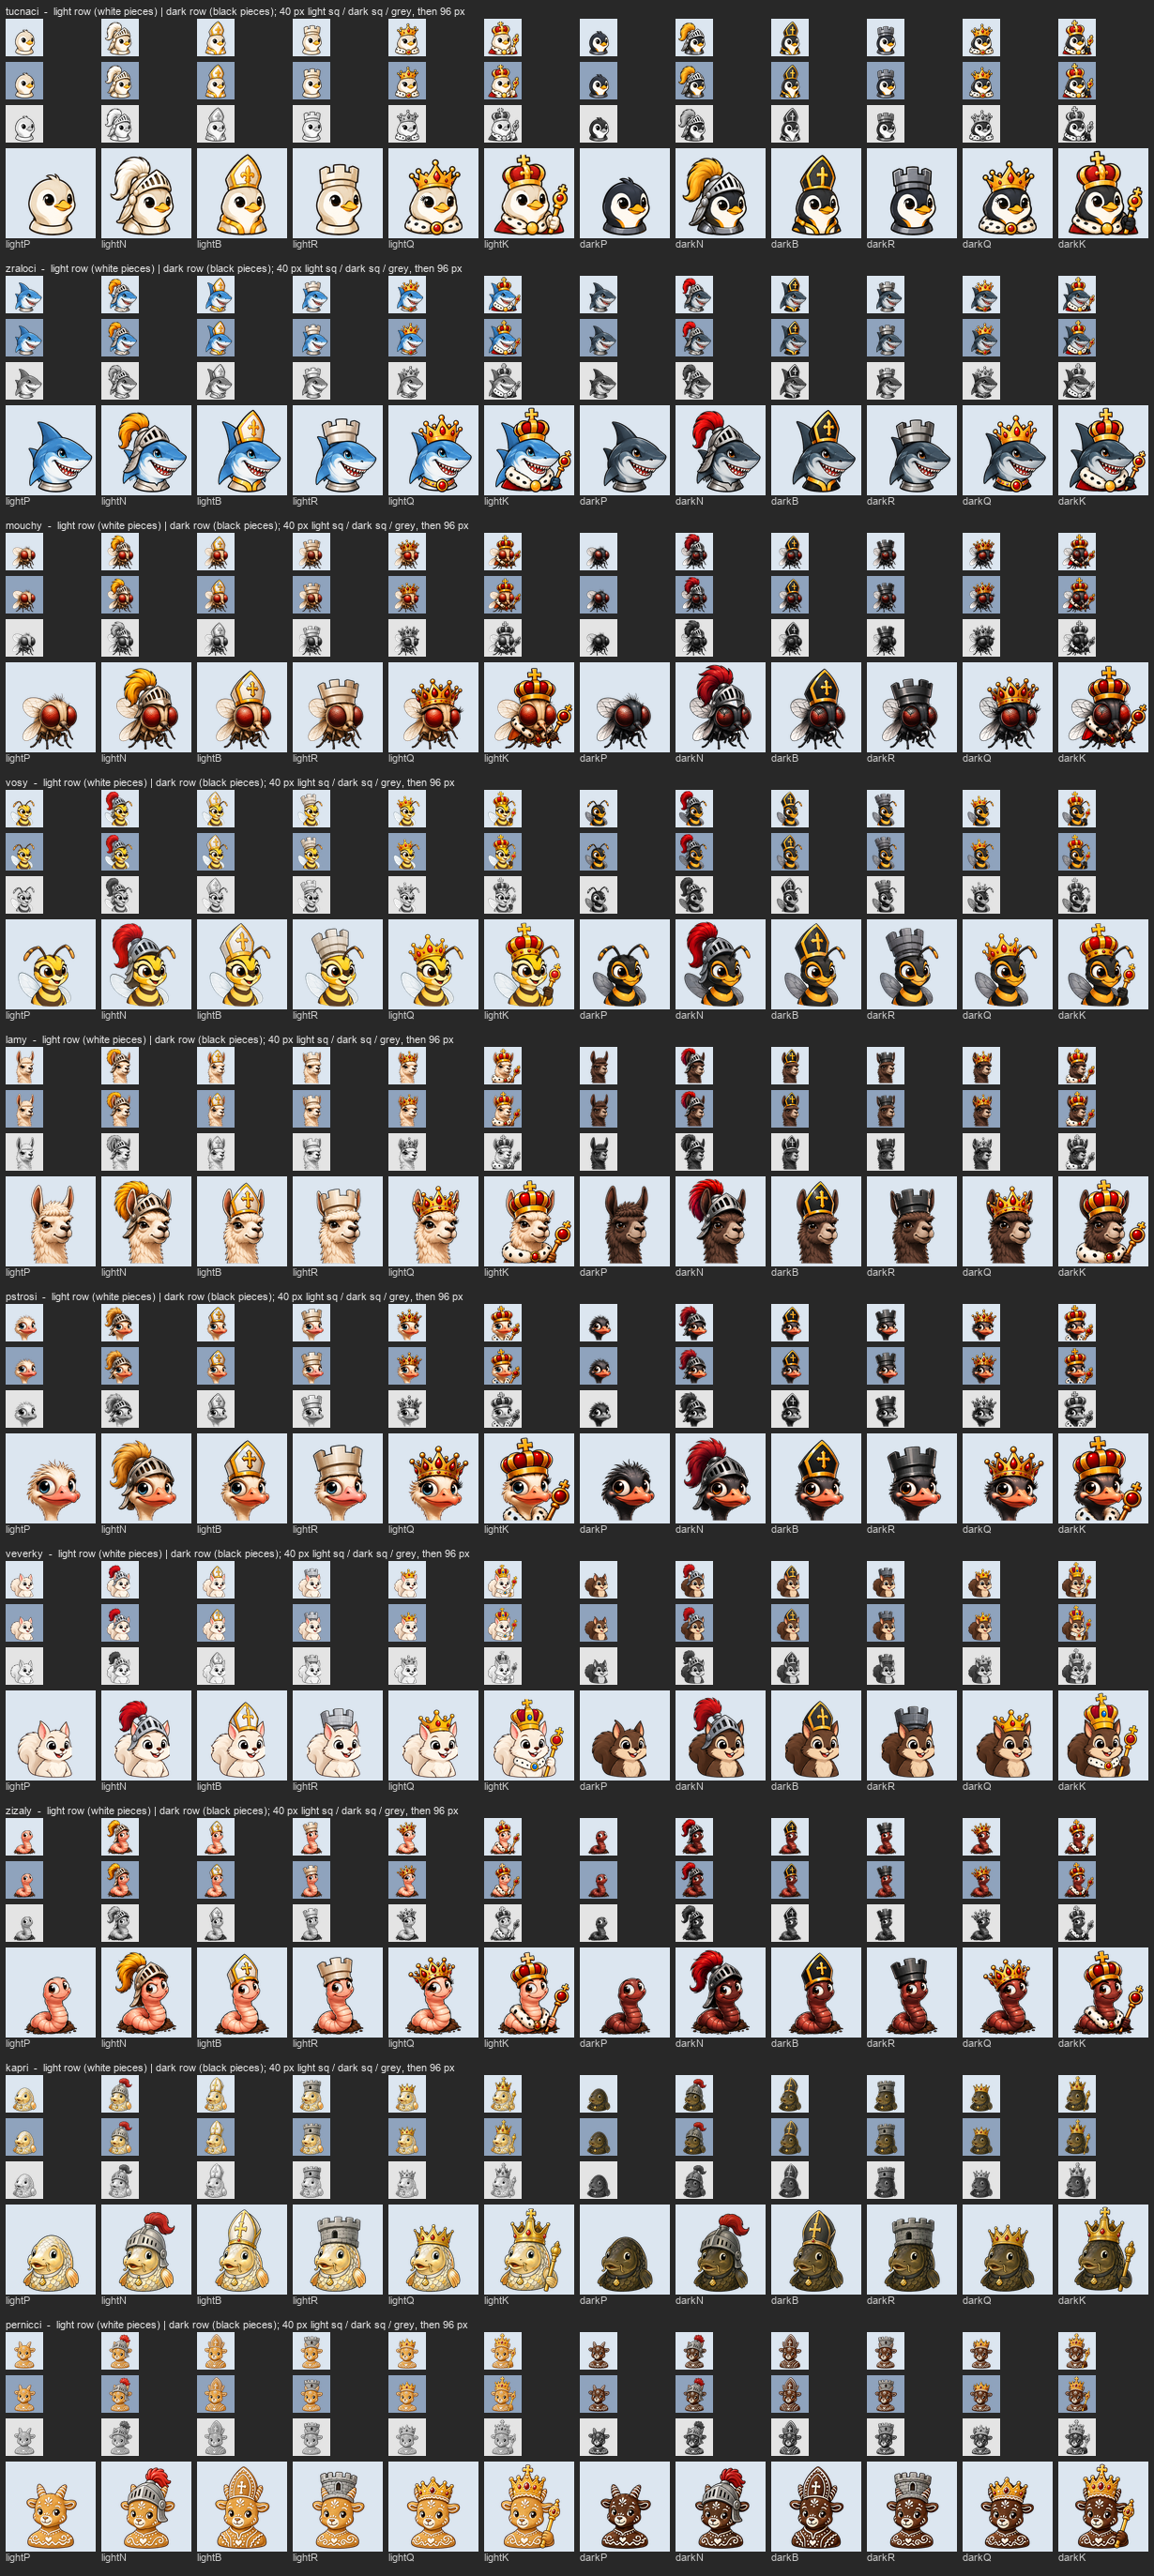 tucnaci - light row (white pieces) | dark row (black pieces); 40 px light sq / dark sq / grey, then 96 px
lightP lightN lightB lightR lightQ lightK darkP darkN darkB darkR darkQ darkK
zraloci - light row (white pieces) | dark row (black pieces); 40 px light sq / dark sq / grey, then 96 px
lightP lightN lightB lightR lightQ lightK darkP darkN darkB darkR darkQ darkK
mouchy - light row (white pieces) | dark row (black pieces); 40 px light sq / dark sq / grey, then 96 px
lightP lightN lightB lightR lightQ lightK darkP darkN darkB darkR darkQ darkK
vosy - light row (white pieces) | dark row (black pieces); 40 px light sq / dark sq / grey, then 96 px
lightP lightN lightB lightR lightQ lightK darkP darkN darkB darkR darkQ darkK
lamy - light row (white pieces) | dark row (black pieces); 40 px light sq / dark sq / grey, then 96 px
lightP lightN lightB lightR lightQ lightK darkP darkN darkB darkR darkQ darkK
pstrosi - light row (white pieces) | dark row (black pieces); 40 px light sq / dark sq / grey, then 96 px
lightP lightN lightB lightR lightQ lightK darkP darkN darkB darkR darkQ darkK
veverky - light row (white pieces) | dark row (black pieces); 40 px light sq / dark sq / grey, then 96 px
lightP lightN lightB lightR lightQ lightK darkP darkN darkB darkR darkQ darkK
zizaly - light row (white pieces) | dark row (black pieces); 40 px light sq / dark sq / grey, then 96 px
lightP lightN lightB lightR lightQ lightK darkP darkN darkB darkR darkQ darkK
kapri - light row (white pieces) | dark row (black pieces); 40 px light sq / dark sq / grey, then 96 px
lightP lightN lightB lightR lightQ lightK darkP darkN darkB darkR darkQ darkK
pernicci - light row (white pieces) | dark row (black pieces); 40 px light sq / dark sq / grey, then 96 px
lightP lightN lightB lightR lightQ lightK darkP darkN darkB darkR darkQ darkK